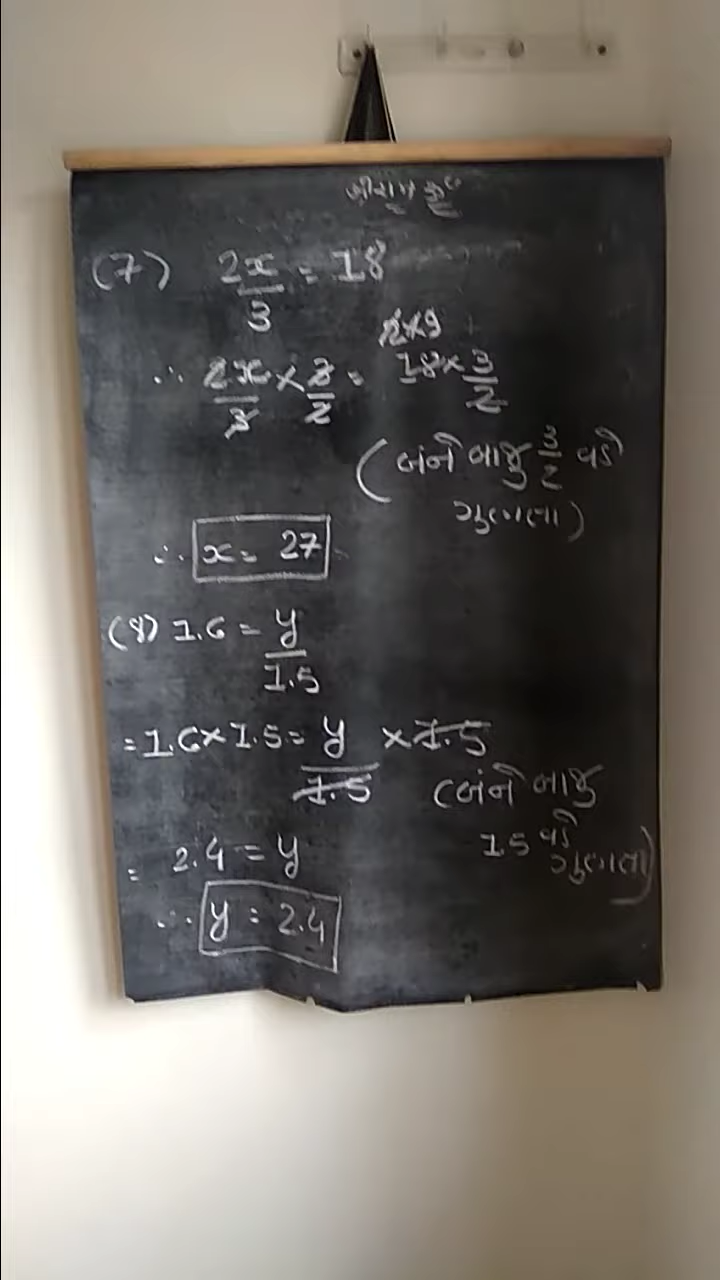 (7) 2x/3 = 18
2×9
∴ 2x/3 × 3/2 = 18 × 3/2
(બંને બાજુ 3/2 વડે
ગુણતા)
∴ x = 27
(8) 1.6 = y/1.5
= 1.6 × 1.5 = y/1.5 × 1.5
(બંને બાજુ
1.5 વડે
ગુણતા)
= 2.4 = y
∴ y = 2.4